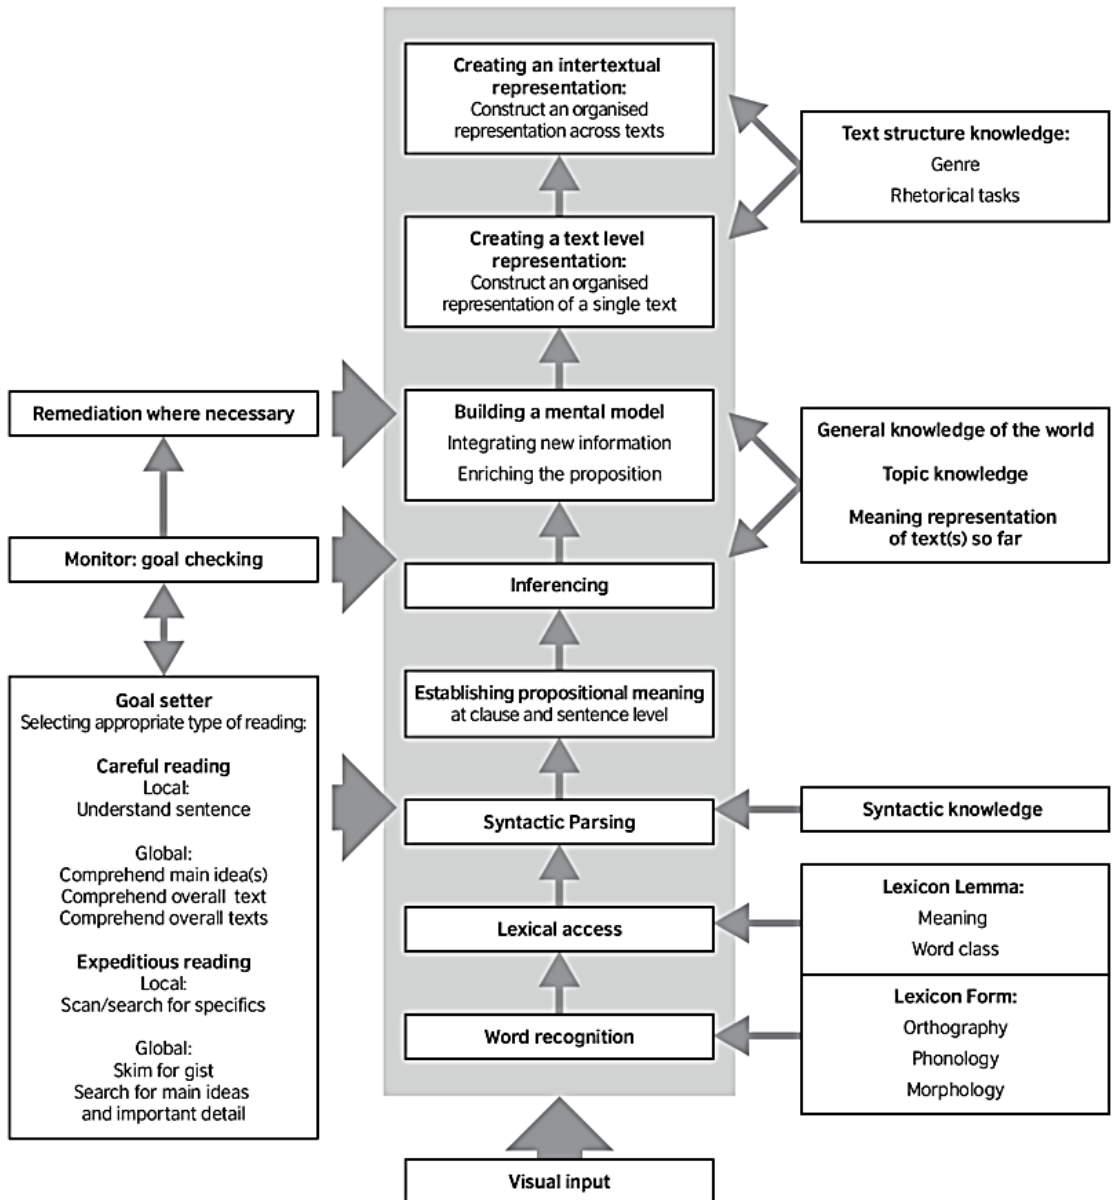 Remediation where necessary
Monitor: goal checking
Goal setter
Selecting appropriate type of reading:
Careful reading
Local:
Understand sentence
Global:
Comprehend main idea(s)
Comprehend overall text
Comprehend overall texts
Expeditious reading
Local:
Scan/search for specifics
Global:
Skim for gist
Search for main ideas
and important detail
Creating an intertextual
representation:
Construct an organised
representation across texts
Creating a text level
representation:
Construct an organised
representation of a single text
Building a mental model
Integrating new information
Enriching the proposition
Inferencing
Establishing propositional meaning
at clause and sentence level
Syntactic Parsing
Lexical access
Word recognition
Visual input
Text structure knowledge:
Genre
Rhetorical tasks
General knowledge of the world
Topic knowledge
Meaning representation
of text(s) so far
Syntactic knowledge
Lexicon Lemma:
Meaning
Word class
Lexicon Form:
Orthography
Phonology
Morphology